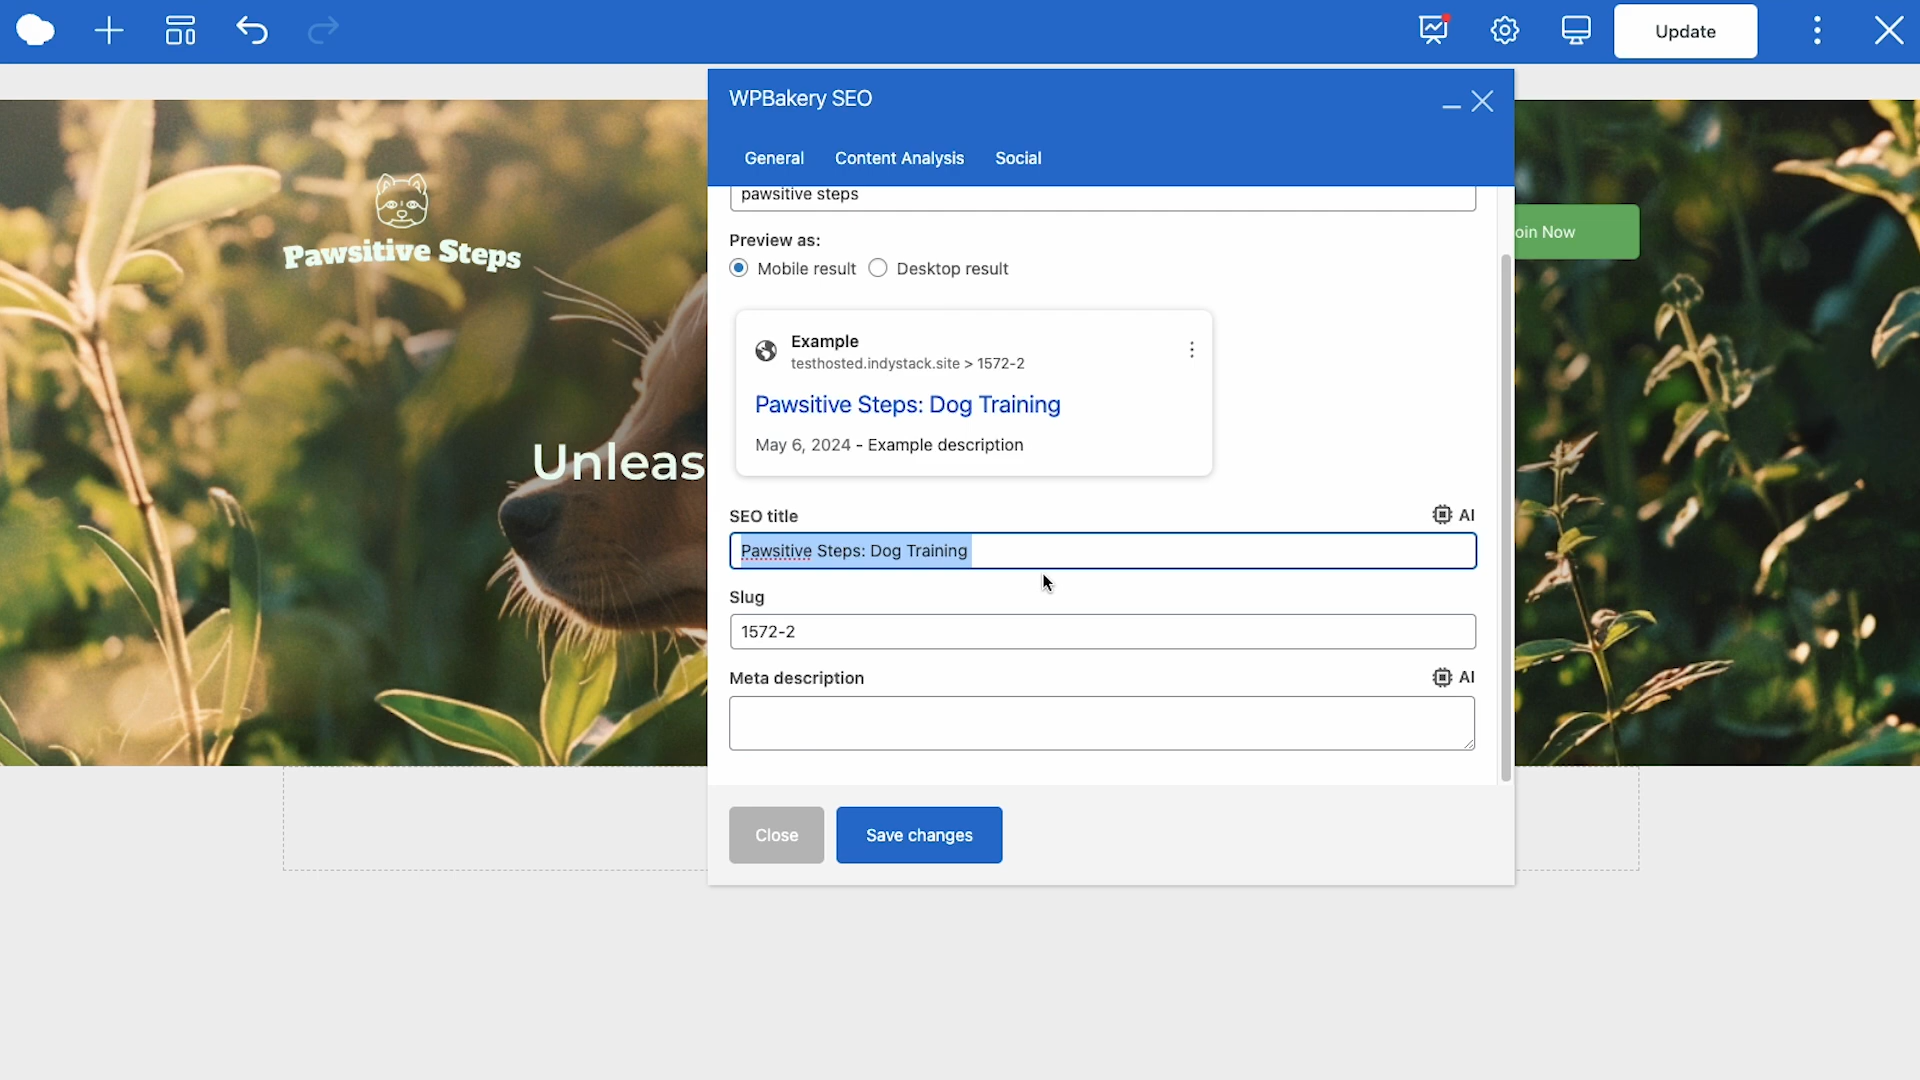 Update
WPBakery SEO
General Content Analysis Social
pawsitive steps
Preview as:
Mobile result Desktop result
Example
testhosted.indystack.site > 1572-2
Pawsitive Steps: Dog Training
May 6, 2024 - Example description
SEO title AI
Pawsitive Steps: Dog Training
Slug
1572-2
Meta description AI
Close Save changes
Pawsitive Steps
Unleas
oin Now